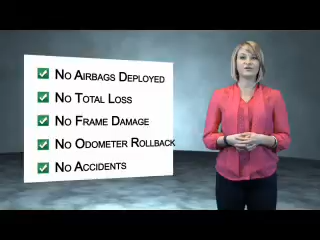 No Airbags Deployed
No Total Loss
No Frame Damage
No Odometer Rollback
No Accidents